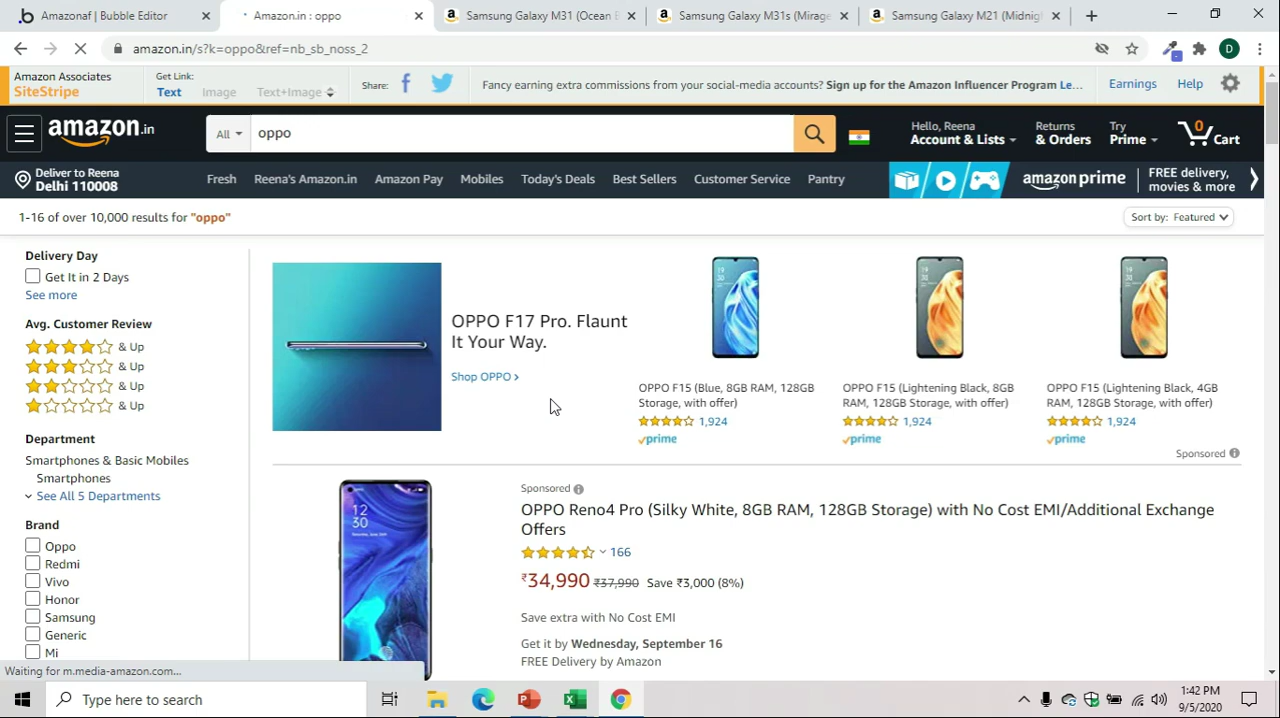 Amazonaf | Bubble Editor
Amazon.in : oppo
Samsung Galaxy M31 (Ocean B
Samsung Galaxy M31s (Mirage
Samsung Galaxy M21 (Midnigh
amazon.in/s?k=oppo&ref=nb_sb_noss_2
D
Amazon Associates
SiteStripe
Get Link:
Text
Image
Text+Image
Share:
Fancy earning extra commissions from your social-media accounts? Sign up for the Amazon Influencer Program Le...
Earnings
Help
amazon.in
All
oppo
Hello, Reena
Account & Lists
Returns
& Orders
Try
Prime
0
Cart
Deliver to Reena
Delhi 110008
Fresh
Reena's Amazon.in
Amazon Pay
Mobiles
Today's Deals
Best Sellers
Customer Service
Pantry
amazon prime
FREE delivery,
movies & more
1-16 of over 10,000 results for "oppo"
Sort by: Featured
Delivery Day
Get It in 2 Days
See more
Avg. Customer Review
& Up
& Up
& Up
& Up
Department
Smartphones & Basic Mobiles
Smartphones
See All 5 Departments
Brand
Oppo
Redmi
Vivo
Honor
Samsung
Generic
Mi
OPPO F17 Pro. Flaunt
It Your Way.
Shop OPPO ›
OPPO F15 (Blue, 8GB RAM, 128GB
Storage, with offer)
1,924
prime
OPPO F15 (Lightening Black, 8GB
RAM, 128GB Storage, with offer)
1,924
prime
OPPO F15 (Lightening Black, 4GB
RAM, 128GB Storage, with offer)
1,924
prime
Sponsored
Sponsored
OPPO Reno4 Pro (Silky White, 8GB RAM, 128GB Storage) with No Cost EMI/Additional Exchange
Offers
166
₹34,990 ₹37,990 Save ₹3,000 (8%)
Save extra with No Cost EMI
Get it by Wednesday, September 16
FREE Delivery by Amazon
12
30
Waiting for m.media-amazon.com...
Type here to search
1:42 PM
9/5/2020